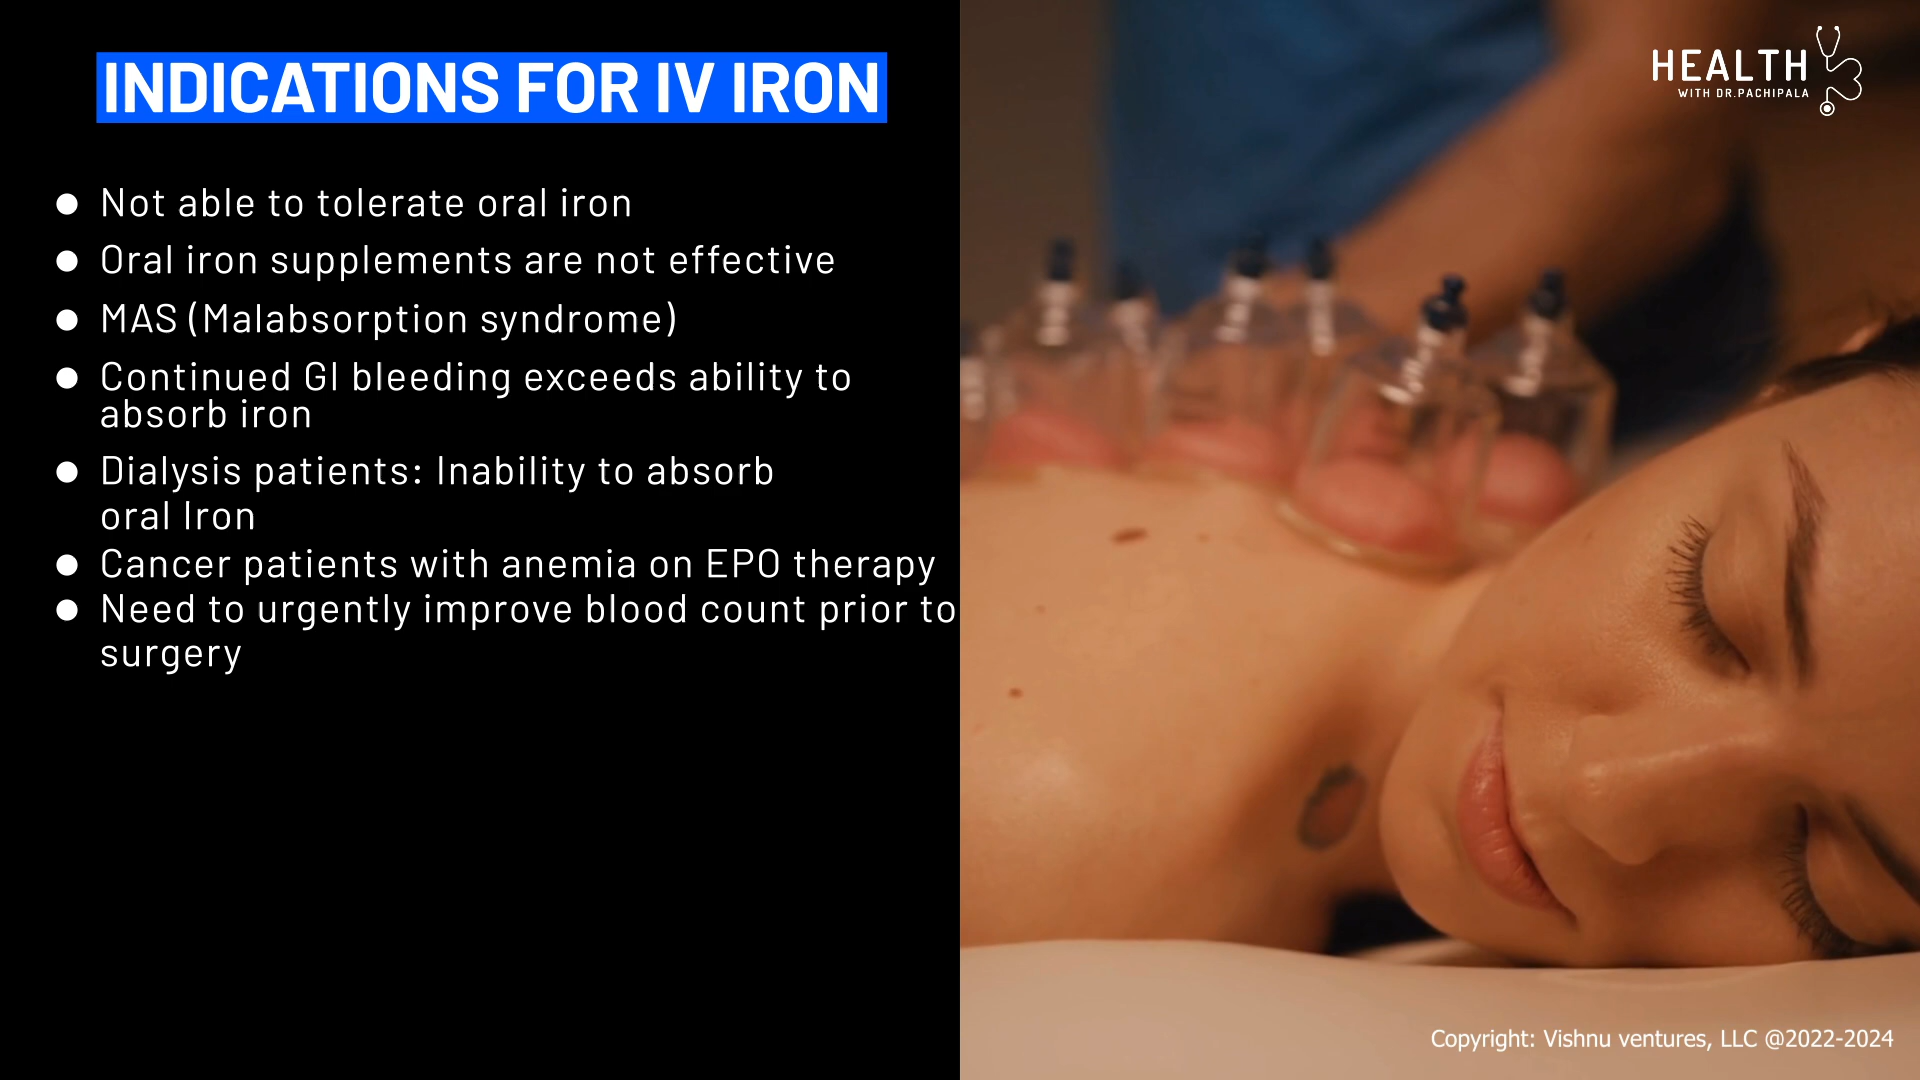 INDICATIONS FOR IV IRON
● Not able to tolerate oral iron
● Oral iron supplements are not effective
● MAS (Malabsorption syndrome)
● Continued GI bleeding exceeds ability to
absorb iron
● Dialysis patients: Inability to absorb
oral Iron
● Cancer patients with anemia on EPO therapy
● Need to urgently improve blood count prior to
surgery
HEALTH
WITH DR.PACHIPALA
Copyright: Vishnu ventures, LLC @2022-2024